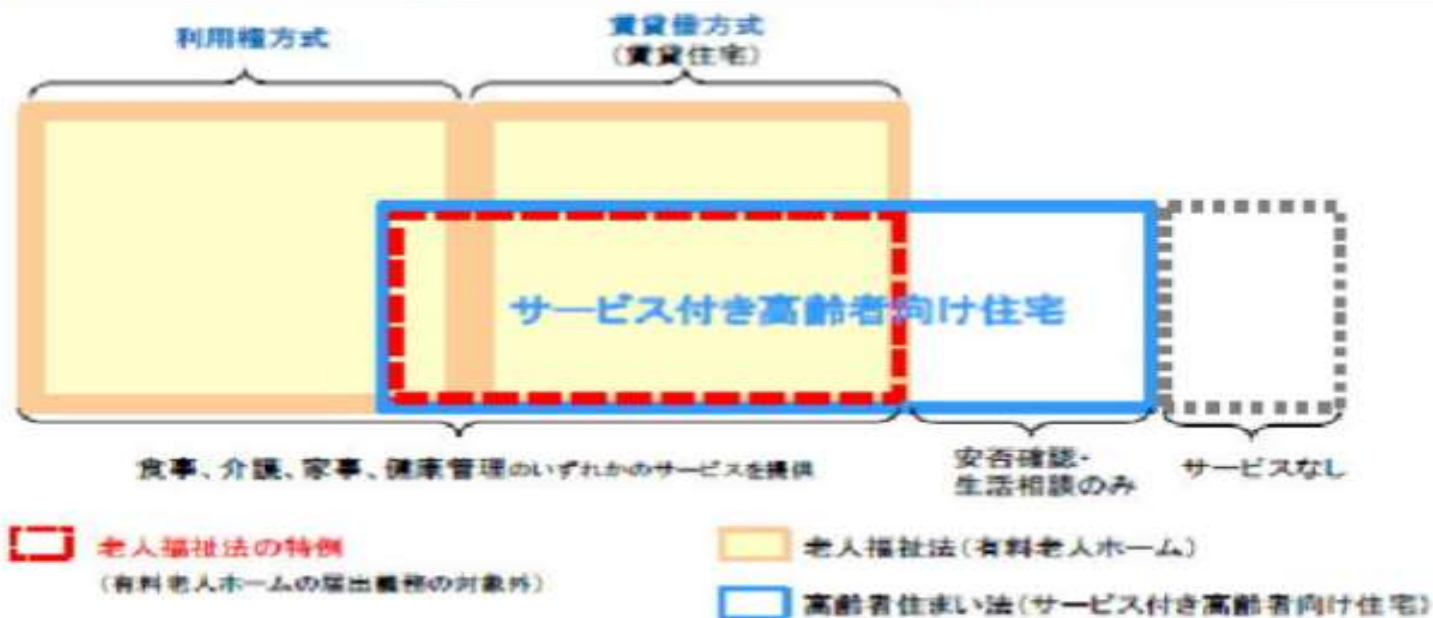 利用権方式
賃貸借方式
(賃貸住宅)
サービス付き高齢者向け住宅
食事、介護、家事、健康管理のいずれかのサービスを提供
安否確認・
生活相談のみ
サービスなし
老人福祉法の特例
(有料老人ホームの届出義務の対象外)
老人福祉法(有料老人ホーム)
高齢者住まい法(サービス付き高齢者向け住宅)